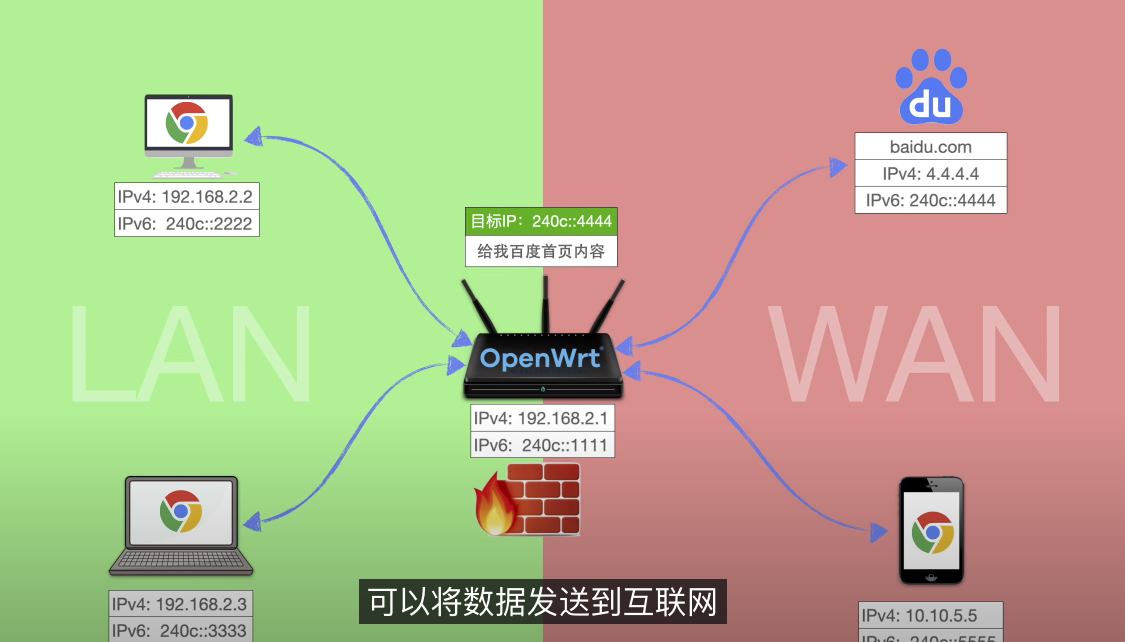 du
baidu.com
IPv4: 4.4.4.4
IPv6: 240c::4444
IPv4: 192.168.2.2
IPv6: 240c::2222
目标IP：240c::4444
给我百度首页内容
LAN
WAN
OpenWrt
IPv4: 192.168.2.1
IPv6: 240c::1111
IPv4: 192.168.2.3
IPv6: 240c::3333
IPv4: 10.10.5.5
IPv6: 240c::5555
可以将数据发送到互联网